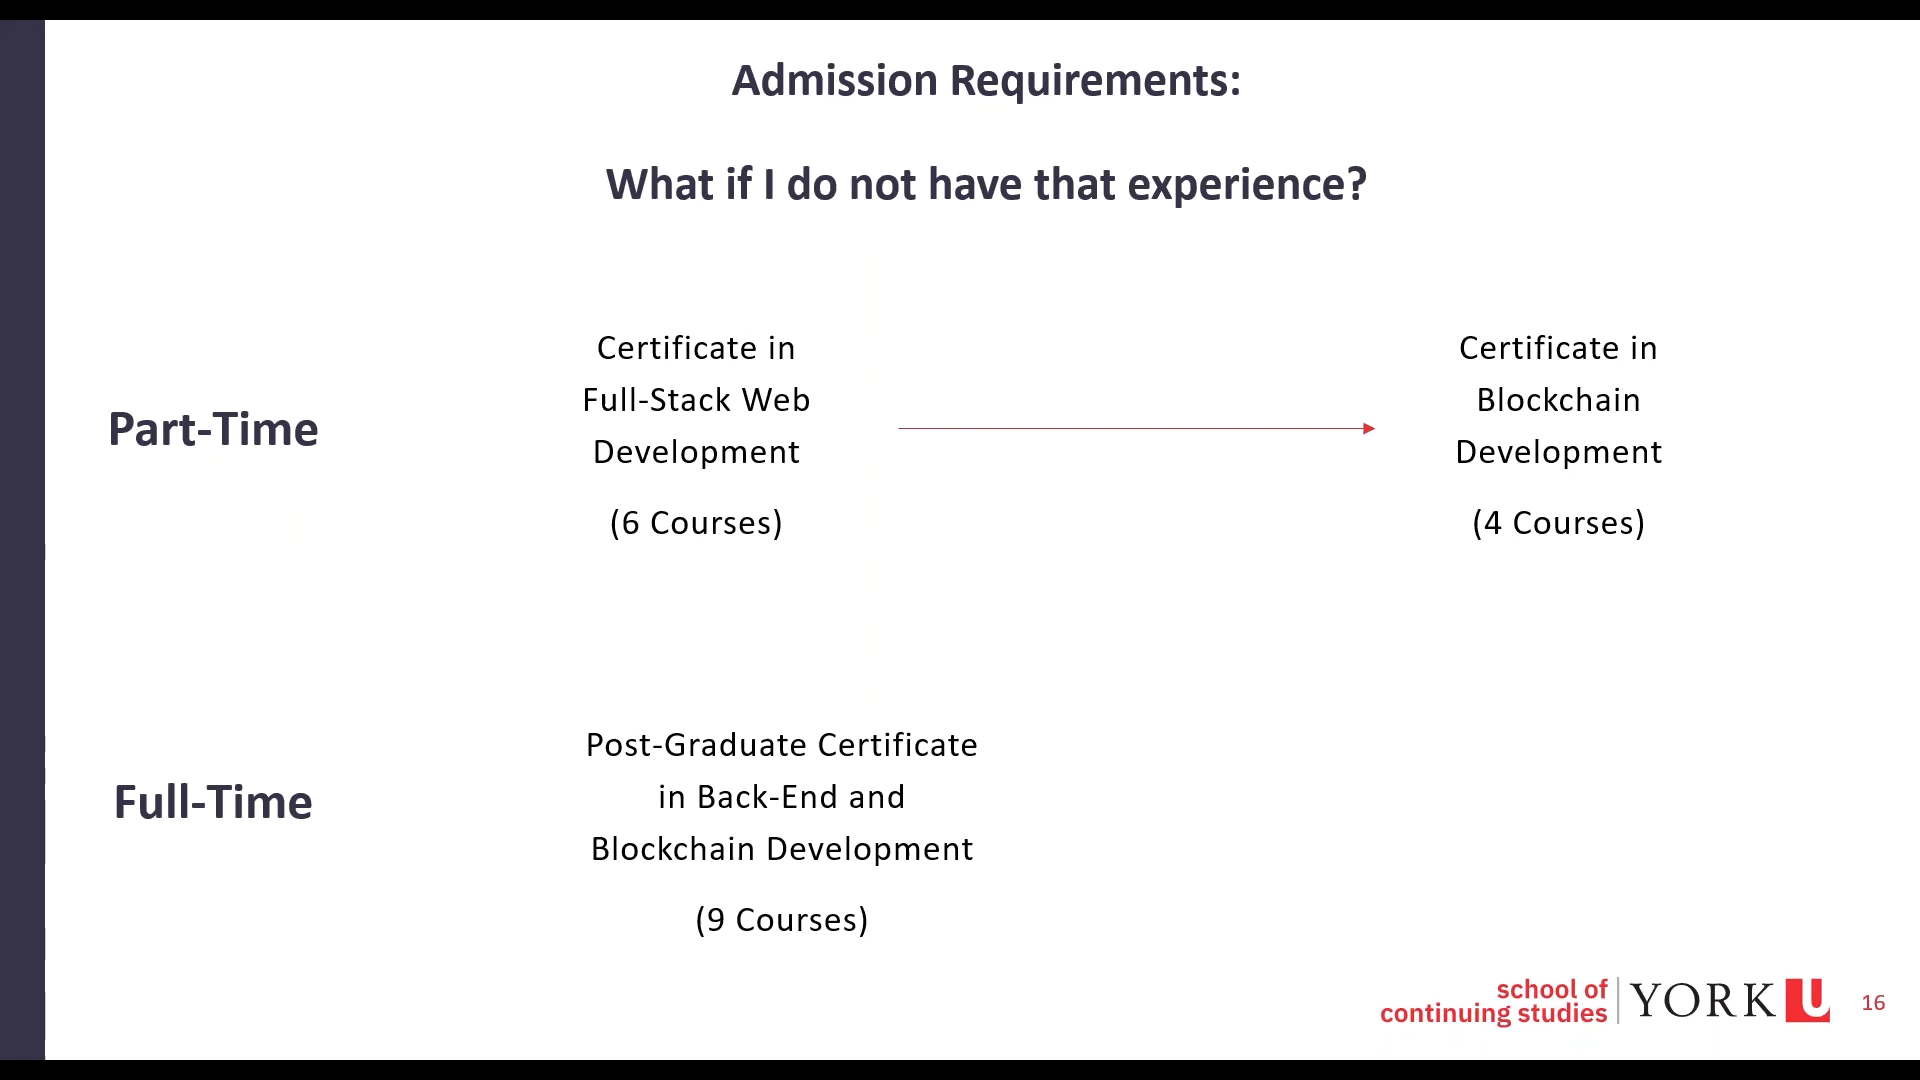 Admission Requirements:
What if I do not have that experience?
Part-Time
Certificate in
Full-Stack Web
Development
(6 Courses)
Certificate in
Blockchain
Development
(4 Courses)
Full-Time
Post-Graduate Certificate
in Back-End and
Blockchain Development
(9 Courses)
school of
continuing studies
YORK U
16